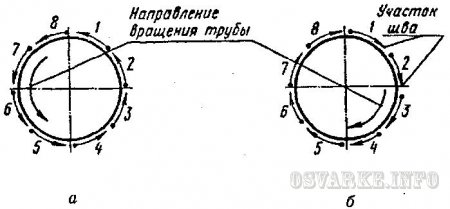 Направление
вращения трубы
Участок
шва
8 1
7 2
6 3
5 4
8 1
7 2
6 3
5 4
а
б
OSVARKE.INFO